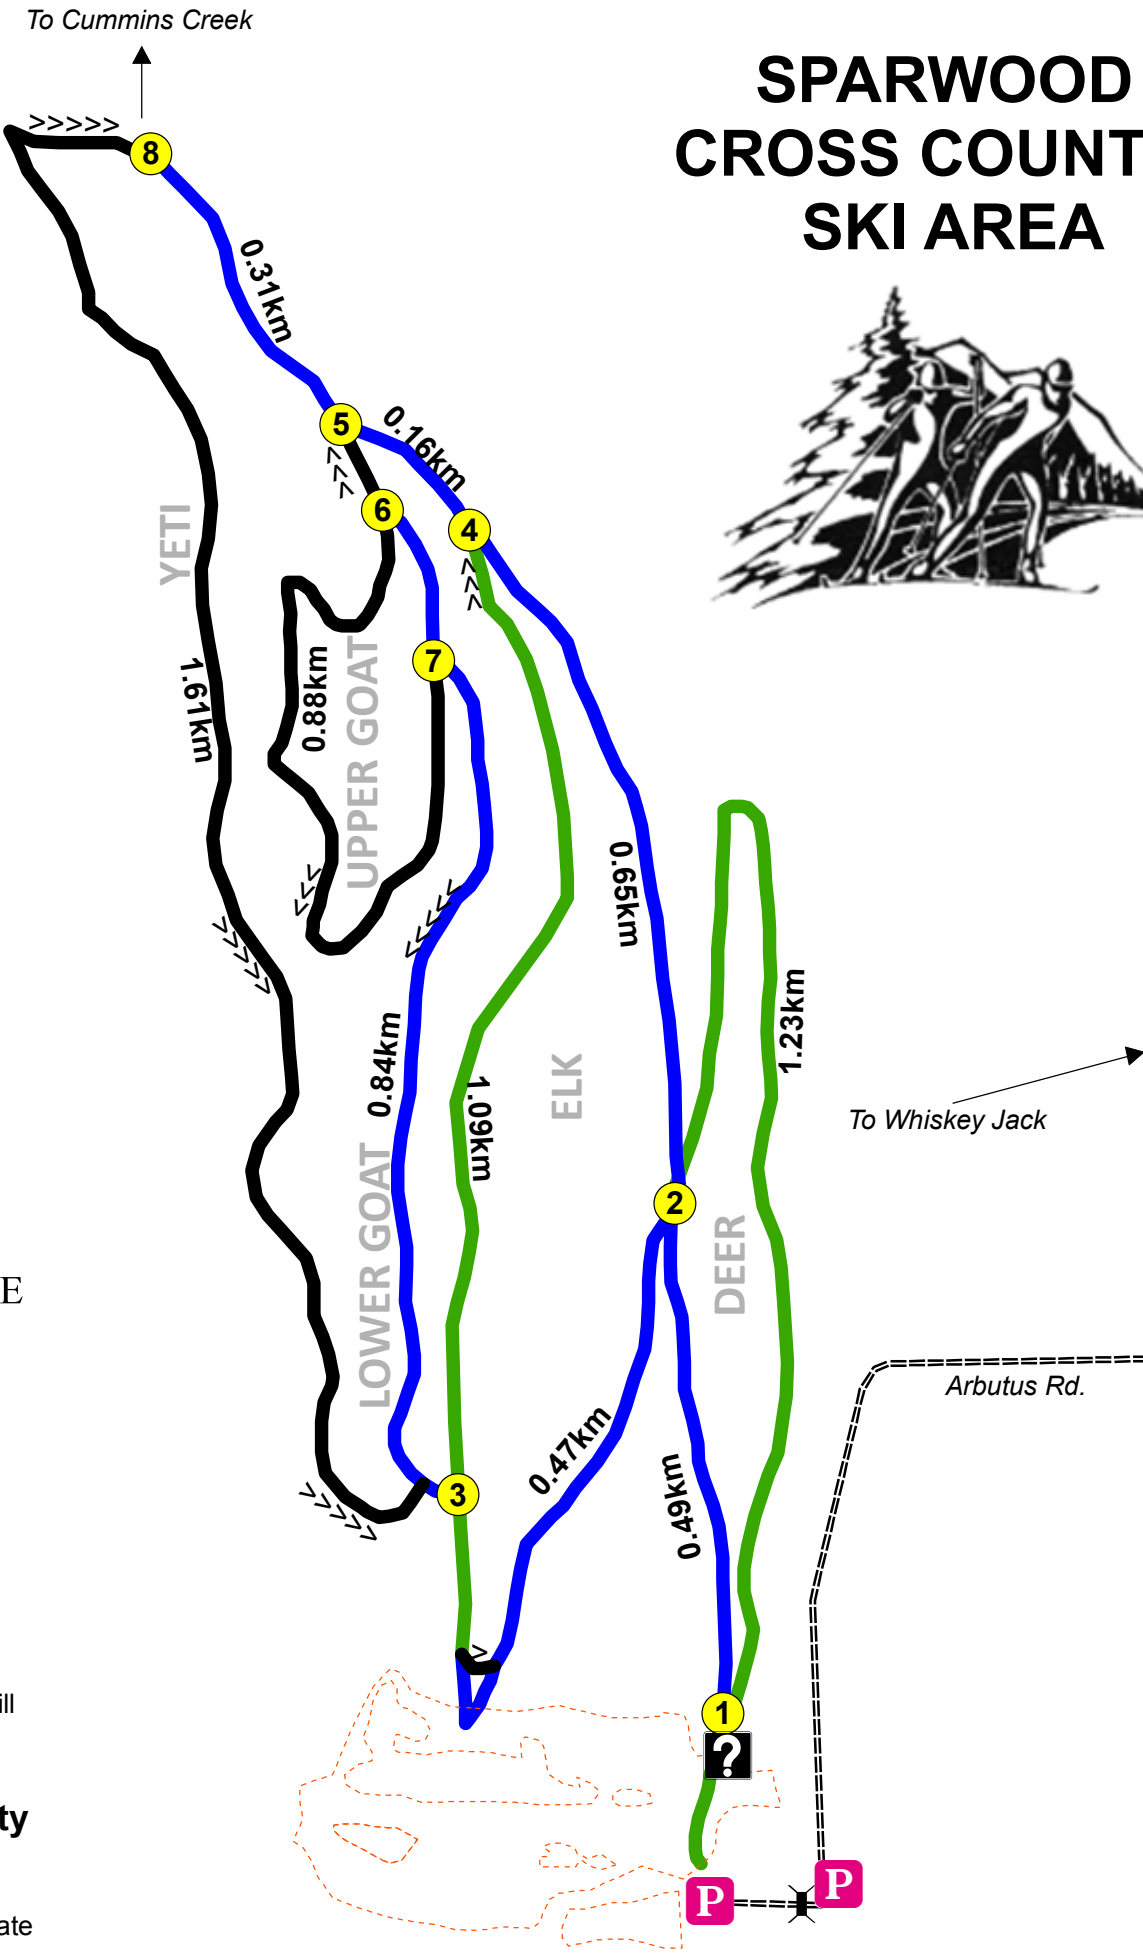 To Cummins Creek
SPARWOOD
CROSS COUNT
SKI AREA
>>>>>
8
0.31km
5
0.16km
>>>
6
4
>>>
YETI
7
1.61km
0.88km
UPPER GOAT
0.65km
>>>>
>>>>>
>>>>>
1.23km
0.84km
1.09km
ELK
To Whiskey Jack
LOWER GOAT
2
DEER
E
Arbutus Rd.
0.47km
0.49km
3
>>>>>
>
ill
1
?
ty
P
P
ate